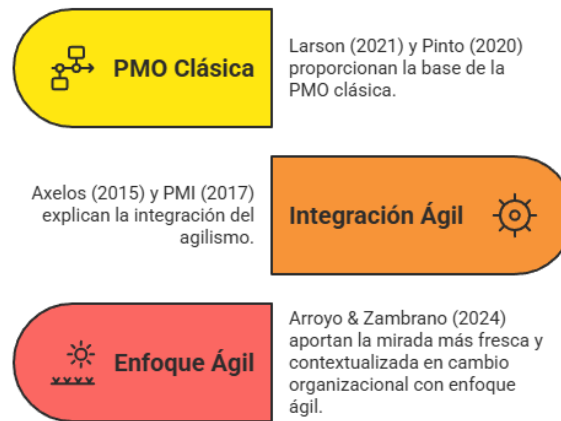 PMO Clásica
Larson (2021) y Pinto (2020)
proporcionan la base de la
PMO clásica.
Axelos (2015) y PMI (2017)
explican la integración del
agilismo.
Integración Ágil
Enfoque Ágil
Arroyo & Zambrano (2024)
aportan la mirada más fresca y
contextualizada en cambio
organizacional con enfoque
ágil.